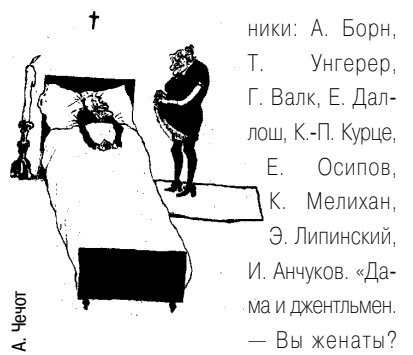 ники: А. Борн,
Т. Унгерер,
Г. Валк, Е. Дал-
лош, К.-П. Курце,
Е. Осипов,
К. Мелихан,
Э. Липинский,
И. Анчуков. «Да-
ма и джентльмен.
— Вы женаты?
А. Чечот